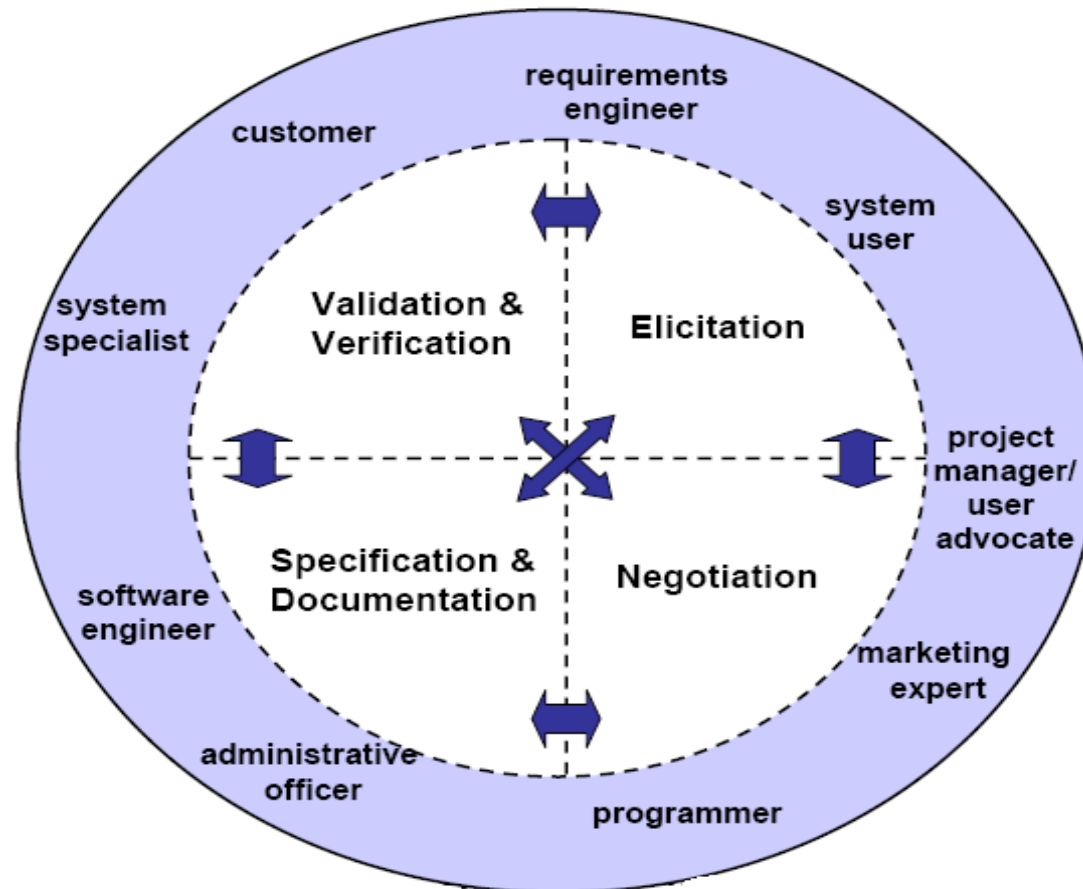 requirements
engineer
customer
system
user
system
specialist
Validation &
Verification
Elicitation
project
manager/
user
advocate
Specification &
Documentation
Negotiation
software
engineer
marketing
expert
administrative
officer
programmer